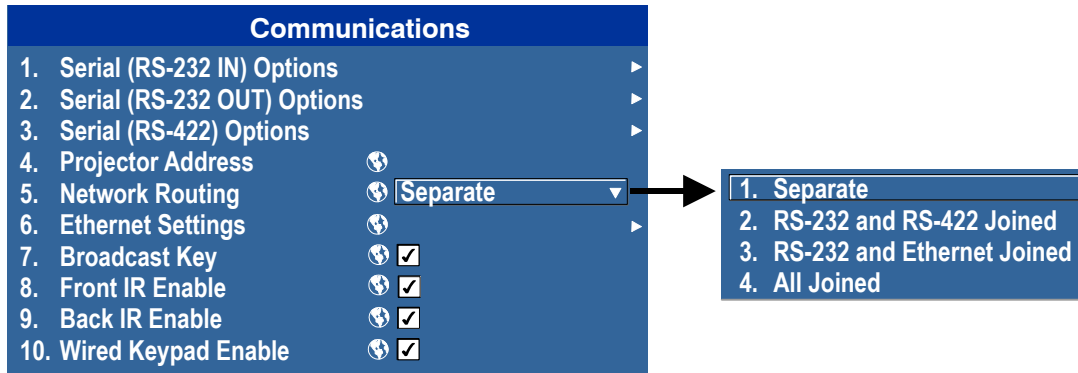 Communications
1. Serial (RS-232 IN) Options
2. Serial (RS-232 OUT) Options
3. Serial (RS-422) Options
4. Projector Address
5. Network Routing Separate
6. Ethernet Settings
7. Broadcast Key
8. Front IR Enable
9. Back IR Enable
10. Wired Keypad Enable
1. Separate
2. RS-232 and RS-422 Joined
3. RS-232 and Ethernet Joined
4. All Joined